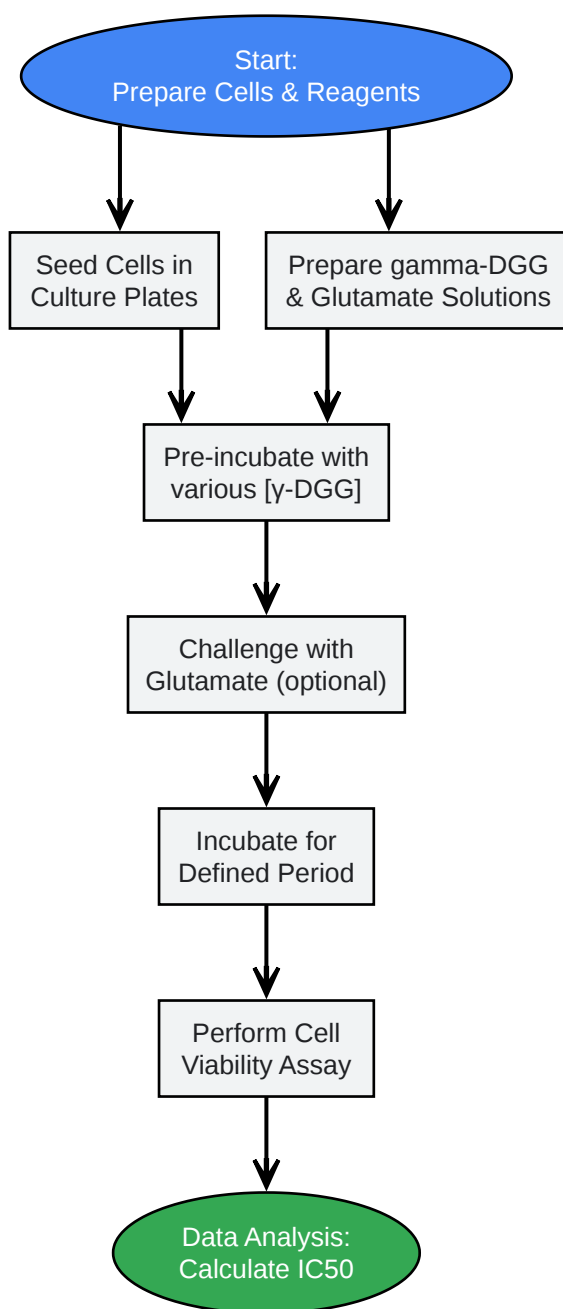 Start:
Prepare Cells & Reagents
Seed Cells in
Culture Plates
Prepare gamma-DGG
& Glutamate Solutions
Pre-incubate with
various [γ-DGG]
Challenge with
Glutamate (optional)
Incubate for
Defined Period
Perform Cell
Viability Assay
Data Analysis:
Calculate IC50